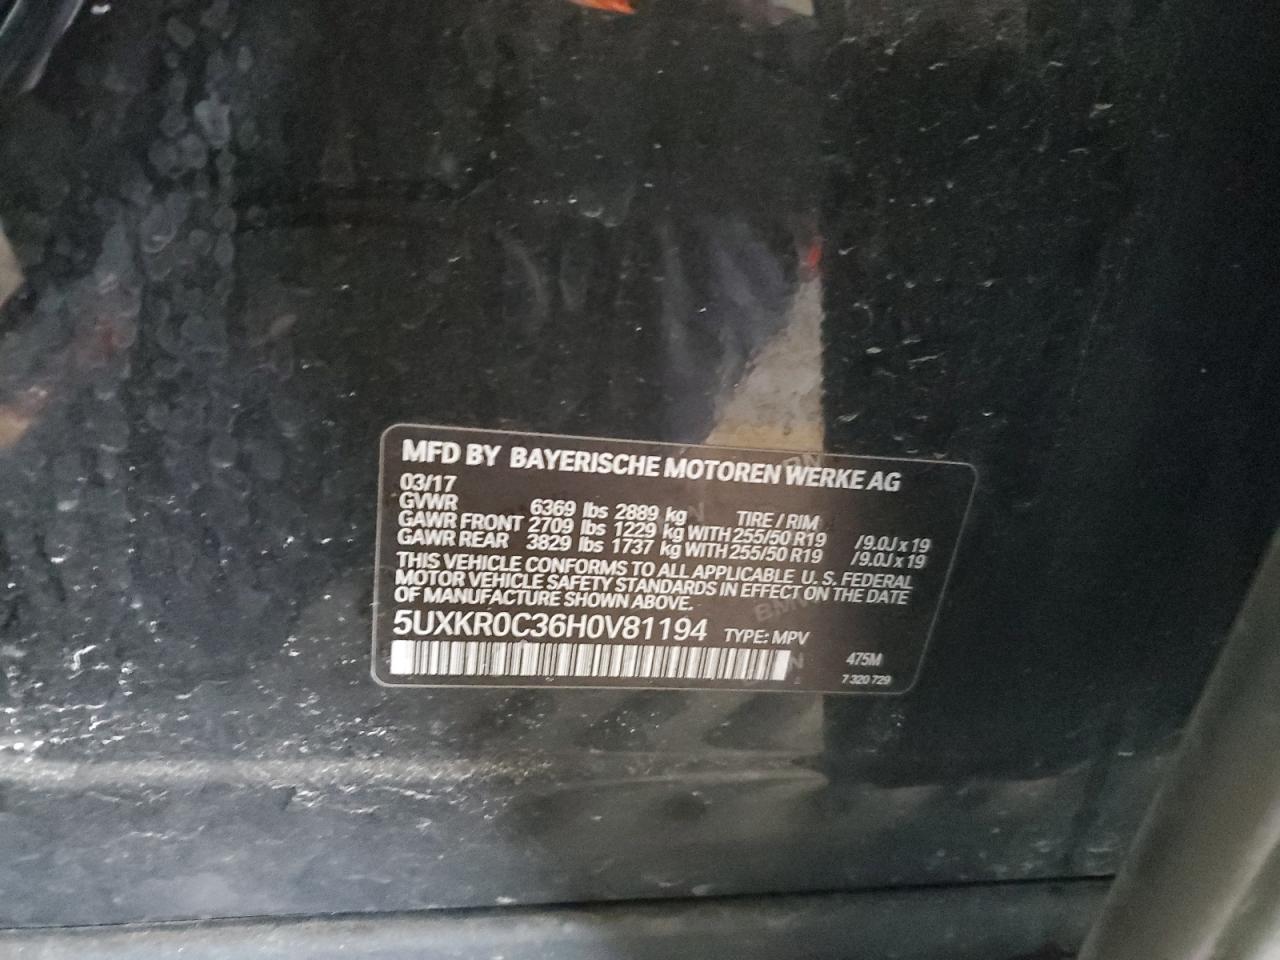 MFD BY BAYERISCHE MOTOREN WERKE AG
03/17
GVWR 6369 lbs 2889 kg TIRE / RIM
GAWR FRONT 2709 lbs 1229 kg WITH 255/50 R19 / 9.0J x 19
GAWR REAR 3829 lbs 1737 kg WITH 255/50 R19 / 9.0J x 19
THIS VEHICLE CONFORMS TO ALL APPLICABLE U. S. FEDERAL
MOTOR VEHICLE SAFETY STANDARDS IN EFFECT ON THE DATE
OF MANUFACTURE SHOWN ABOVE.
5UXKR0C36H0V81194 TYPE: MPV
475M
7 320 729